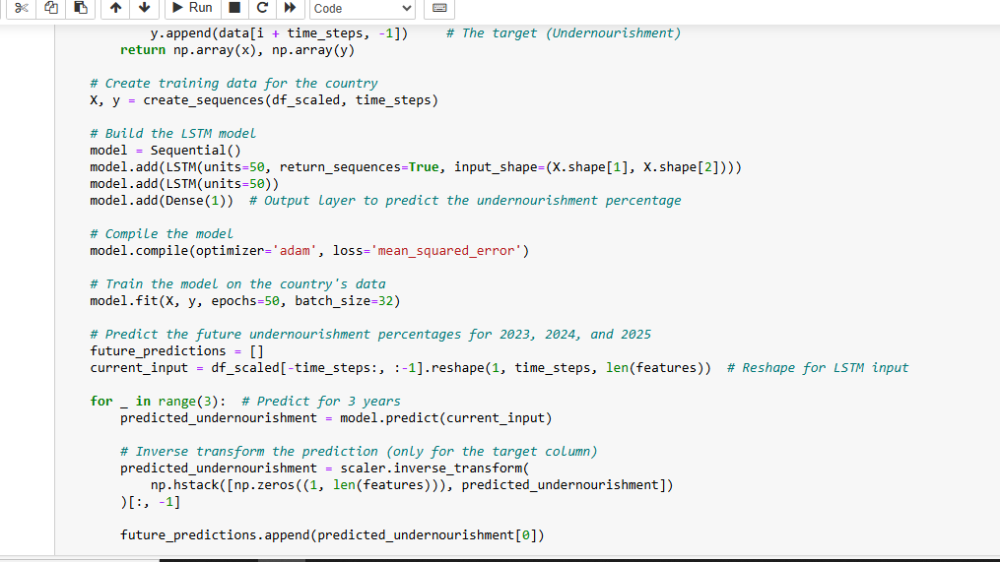 Run
Code
y.append(data[i + time_steps, -1])     # The target (Undernourishment)
return np.array(x), np.array(y)
# Create training data for the country
X, y = create_sequences(df_scaled, time_steps)
# Build the LSTM model
model = Sequential()
model.add(LSTM(units=50, return_sequences=True, input_shape=(X.shape[1], X.shape[2])))
model.add(LSTM(units=50))
model.add(Dense(1))  # Output layer to predict the undernourishment percentage
# Compile the model
model.compile(optimizer='adam', loss='mean_squared_error')
# Train the model on the country's data
model.fit(X, y, epochs=50, batch_size=32)
# Predict the future undernourishment percentages for 2023, 2024, and 2025
future_predictions = []
current_input = df_scaled[-time_steps:, :-1].reshape(1, time_steps, len(features))  # Reshape for LSTM input
for _ in range(3):  # Predict for 3 years
predicted_undernourishment = model.predict(current_input)
# Inverse transform the prediction (only for the target column)
predicted_undernourishment = scaler.inverse_transform(
np.hstack([np.zeros((1, len(features))), predicted_undernourishment])
)[:, -1]
future_predictions.append(predicted_undernourishment[0])